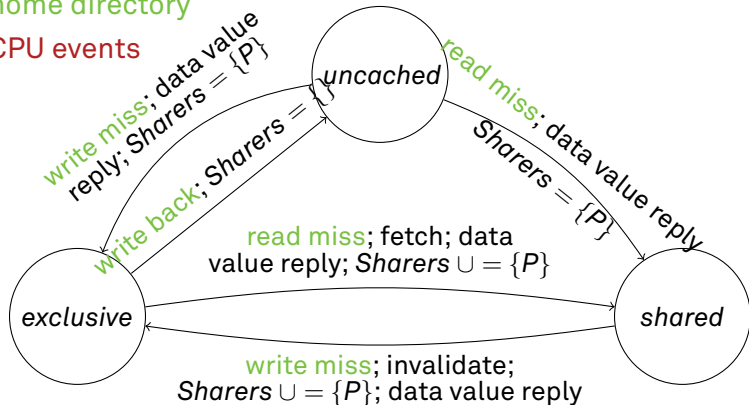 home directory
CPU events
write miss; data value
reply; Sharers = {P}
write back; Sharers = {}
uncached
read miss; data value reply
Sharers = {P}
read miss; fetch; data
value reply; Sharers ∪ = {P}
exclusive
shared
write miss; invalidate;
Sharers ∪ = {P}; data value reply